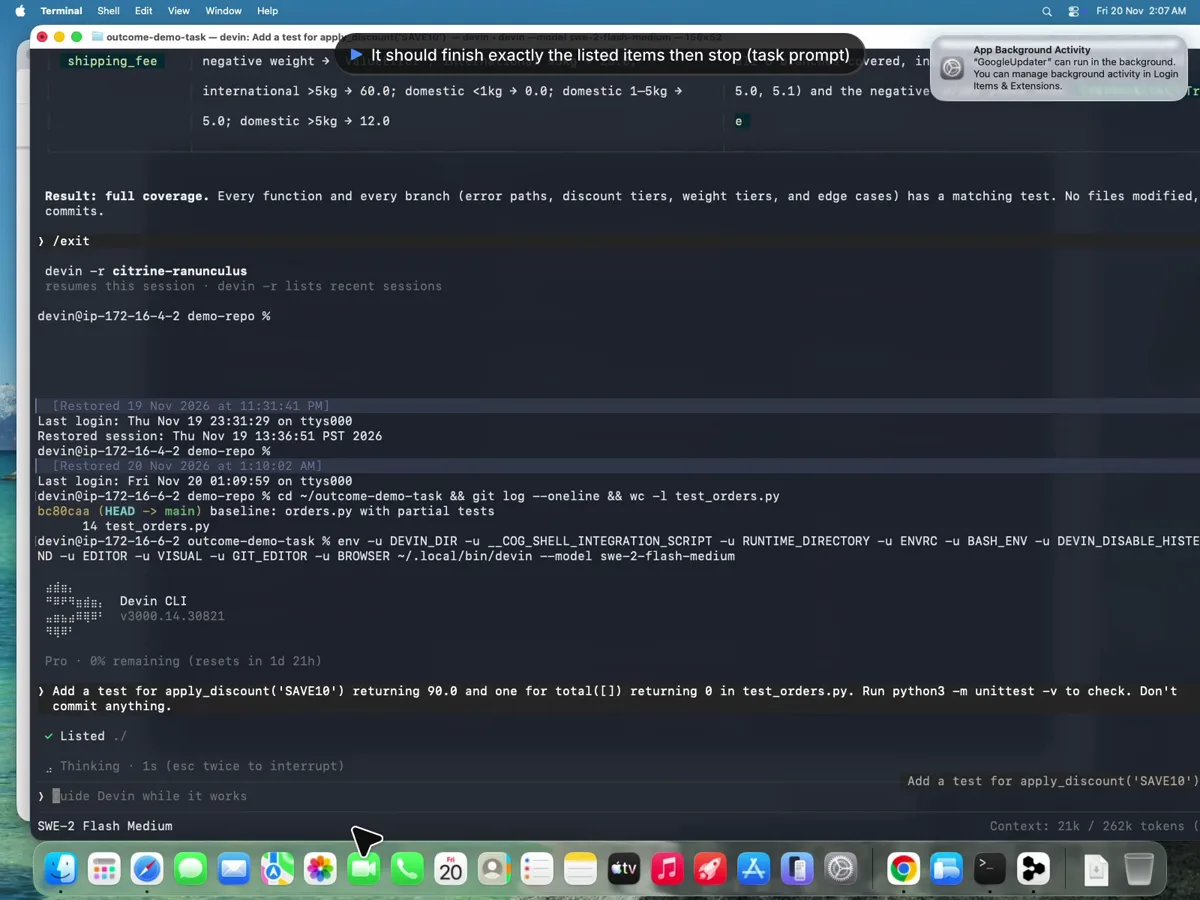 Terminal Shell Edit View Window Help
Fri 20 Nov 2:07 AM
outcome-demo-task — devin: Add a test for
▶ It should finish exactly the listed items then stop (task prompt)
App Background Activity
"GoogleUpdater" can run in the background. You can manage background activity in Login Items & Extensions.
shipping_fee
negative weight →
international >5kg → 60.0; domestic <1kg → 0.0; domestic 1–5kg →
5.0; domestic >5kg → 12.0
overed, in
5.0, 5.1) and the negative
e
Result: full coverage. Every function and every branch (error paths, discount tiers, weight tiers, and edge cases) has a matching test. No files modified,
commits.
❯ /exit
devin -r citrine-ranunculus
resumes this session · devin -r lists recent sessions
devin@ip-172-16-4-2 demo-repo %
[Restored 19 Nov 2026 at 11:31:41 PM]
Last login: Thu Nov 19 23:31:29 on ttys000
Restored session: Thu Nov 19 13:36:51 PST 2026
devin@ip-172-16-4-2 demo-repo %
[Restored 20 Nov 2026 at 1:10:02 AM]
Last login: Fri Nov 20 01:09:59 on ttys000
devin@ip-172-16-6-2 demo-repo % cd ~/outcome-demo-task && git log --oneline && wc -l test_orders.py
bc80caa (HEAD -> main) baseline: orders.py with partial tests
14 test_orders.py
devin@ip-172-16-6-2 outcome-demo-task % env -u DEVIN_DIR -u __COG_SHELL_INTEGRATION_SCRIPT -u RUNTIME_DIRECTORY -u ENVRC -u BASH_ENV -u DEVIN_DISABLE_HISTE
ND -u EDITOR -u VISUAL -u GIT_EDITOR -u BROWSER ~/.local/bin/devin --model swe-2-flash-medium
Devin CLI
v3000.14.30821
Pro · 0% remaining (resets in 1d 21h)
❯ Add a test for apply_discount('SAVE10') returning 90.0 and one for total([]) returning 0 in test_orders.py. Run python3 -m unittest -v to check. Don't
commit anything.
✓ Listed ./
Thinking · 1s (esc twice to interrupt)
Add a test for apply_discount('SAVE10')
❯ uide Devin while it works
SWE-2 Flash Medium
Context: 21k / 262k tokens (
Fri
20
tv